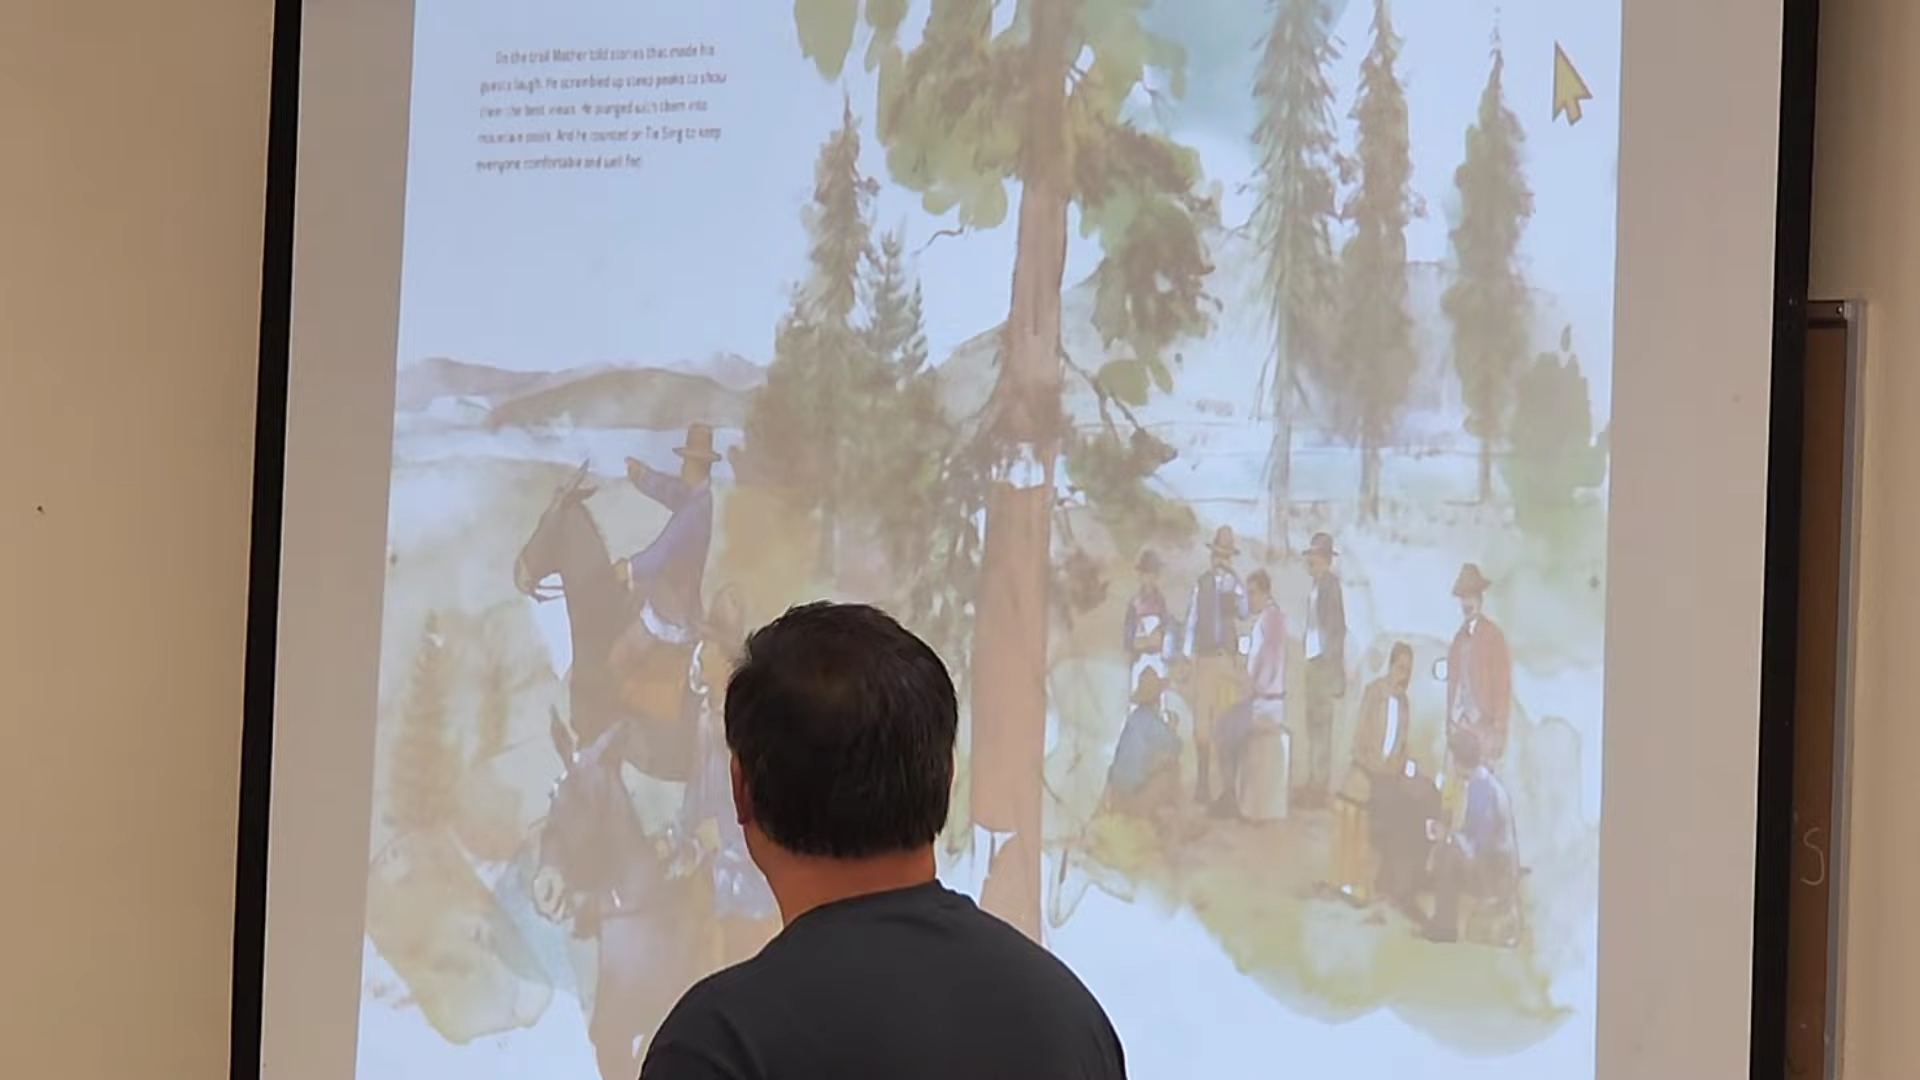 On the trail Mather told stories that made his
guests laugh. He scrambled up steep peaks to show
them the best views. He plunged with them into
mountain pools. And he counted on Tie Sing to keep
everyone comfortable and well fed.
S